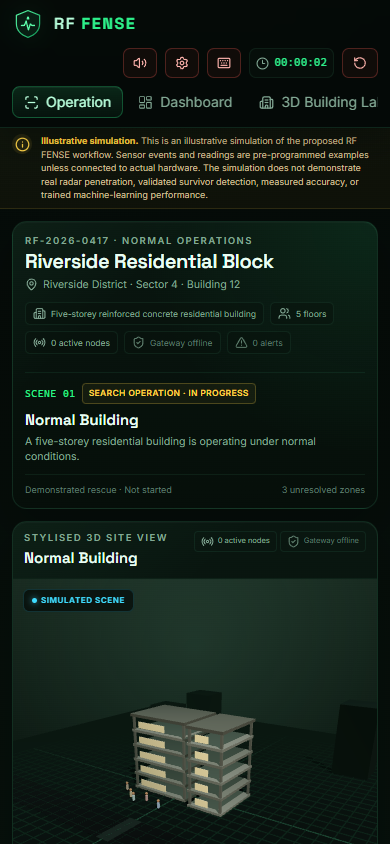 RF FENSE
00:00:02
Operation
Dashboard
3D Building La
Illustrative simulation. This is an illustrative simulation of the proposed RF
FENSE workflow. Sensor events and readings are pre-programmed examples
unless connected to actual hardware. The simulation does not demonstrate
real radar penetration, validated survivor detection, measured accuracy, or
trained machine-learning performance.
RF-2026-0417 · NORMAL OPERATIONS
Riverside Residential Block
Riverside District · Sector 4 · Building 12
Five-storey reinforced concrete residential building
5 floors
0 active nodes
Gateway offline
0 alerts
SCENE 01
SEARCH OPERATION · IN PROGRESS
Normal Building
A five-storey residential building is operating under normal
conditions.
Demonstrated rescue · Not started
3 unresolved zones
STYLISED 3D SITE VIEW
Normal Building
0 active nodes
Gateway offline
SIMULATED SCENE